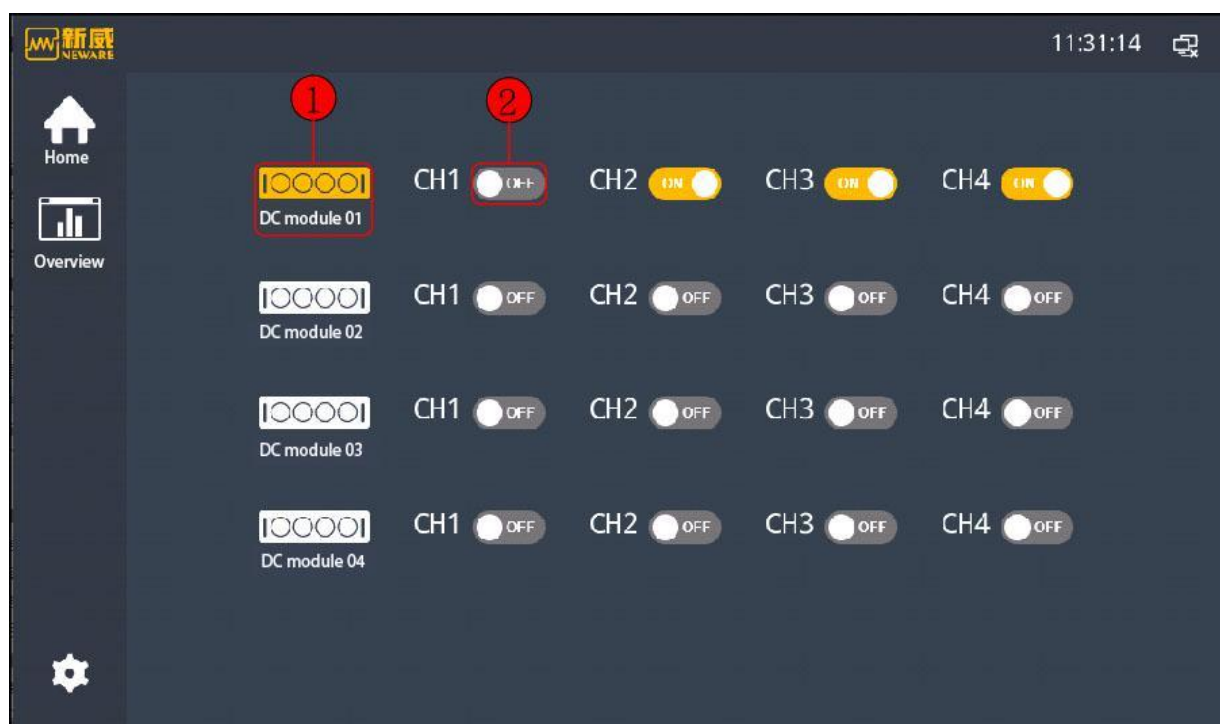 新威
NEWARE
11:31:14
Home
Overview
1
2
CH1 OFF CH2 ON CH3 ON CH4 ON
DC module 01
CH1 OFF CH2 OFF CH3 OFF CH4 OFF
DC module 02
CH1 OFF CH2 OFF CH3 OFF CH4 OFF
DC module 03
CH1 OFF CH2 OFF CH3 OFF CH4 OFF
DC module 04